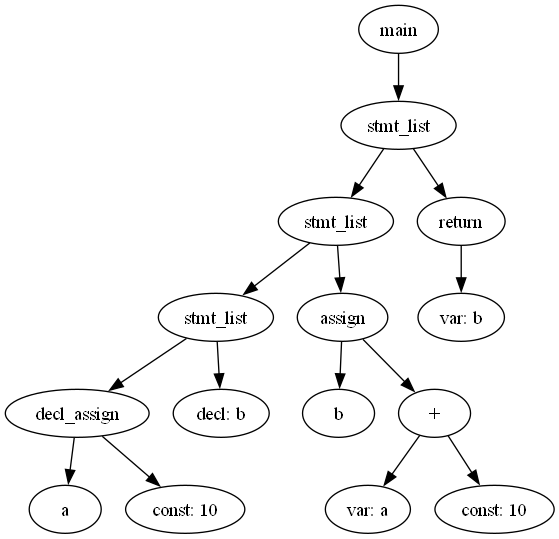 main
stmt_list
stmt_list
return
stmt_list
assign
var: b
decl_assign
decl: b
b
+
a
const: 10
var: a
const: 10